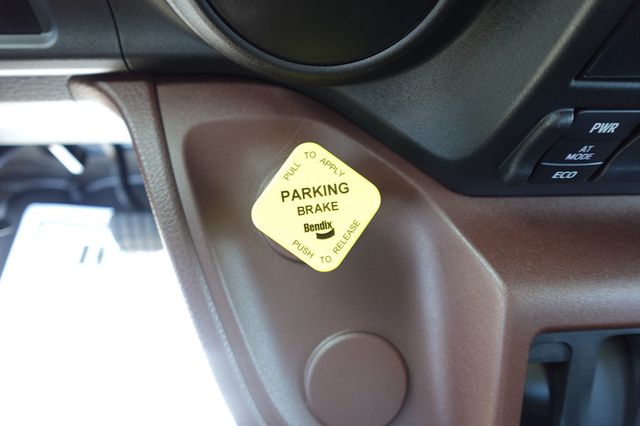 PULL TO APPLY
PARKING
BRAKE
Bendix
PUSH TO RELEASE
PWR
AT
MODE
ECO